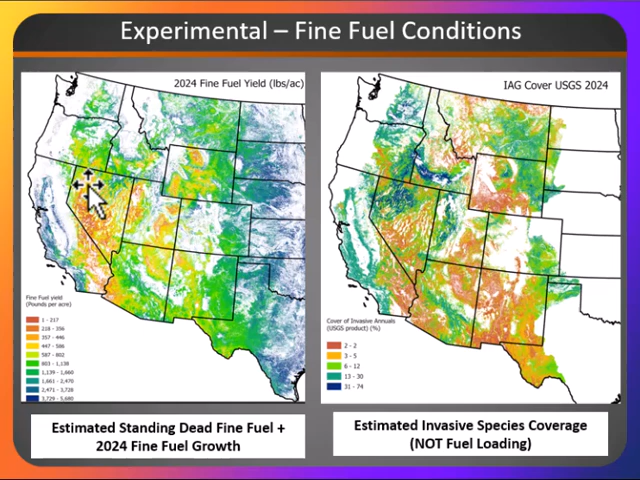 Experimental – Fine Fuel Conditions
2024 Fine Fuel Yield (lbs/ac)
Fine Fuel yield
(Pounds per acre)
1 - 217
218 - 356
357 - 446
447 - 586
587 - 802
803 - 1,138
1,139 - 1,660
1,661 - 2,470
2,471 - 3,728
3,729 - 5,680
Estimated Standing Dead Fine Fuel +
2024 Fine Fuel Growth
IAG Cover USGS 2024
Cover of Invasive Annuals
(USGS product) (%)
2 - 2
3 - 5
6 - 12
13 - 30
31 - 74
Estimated Invasive Species Coverage
(NOT Fuel Loading)